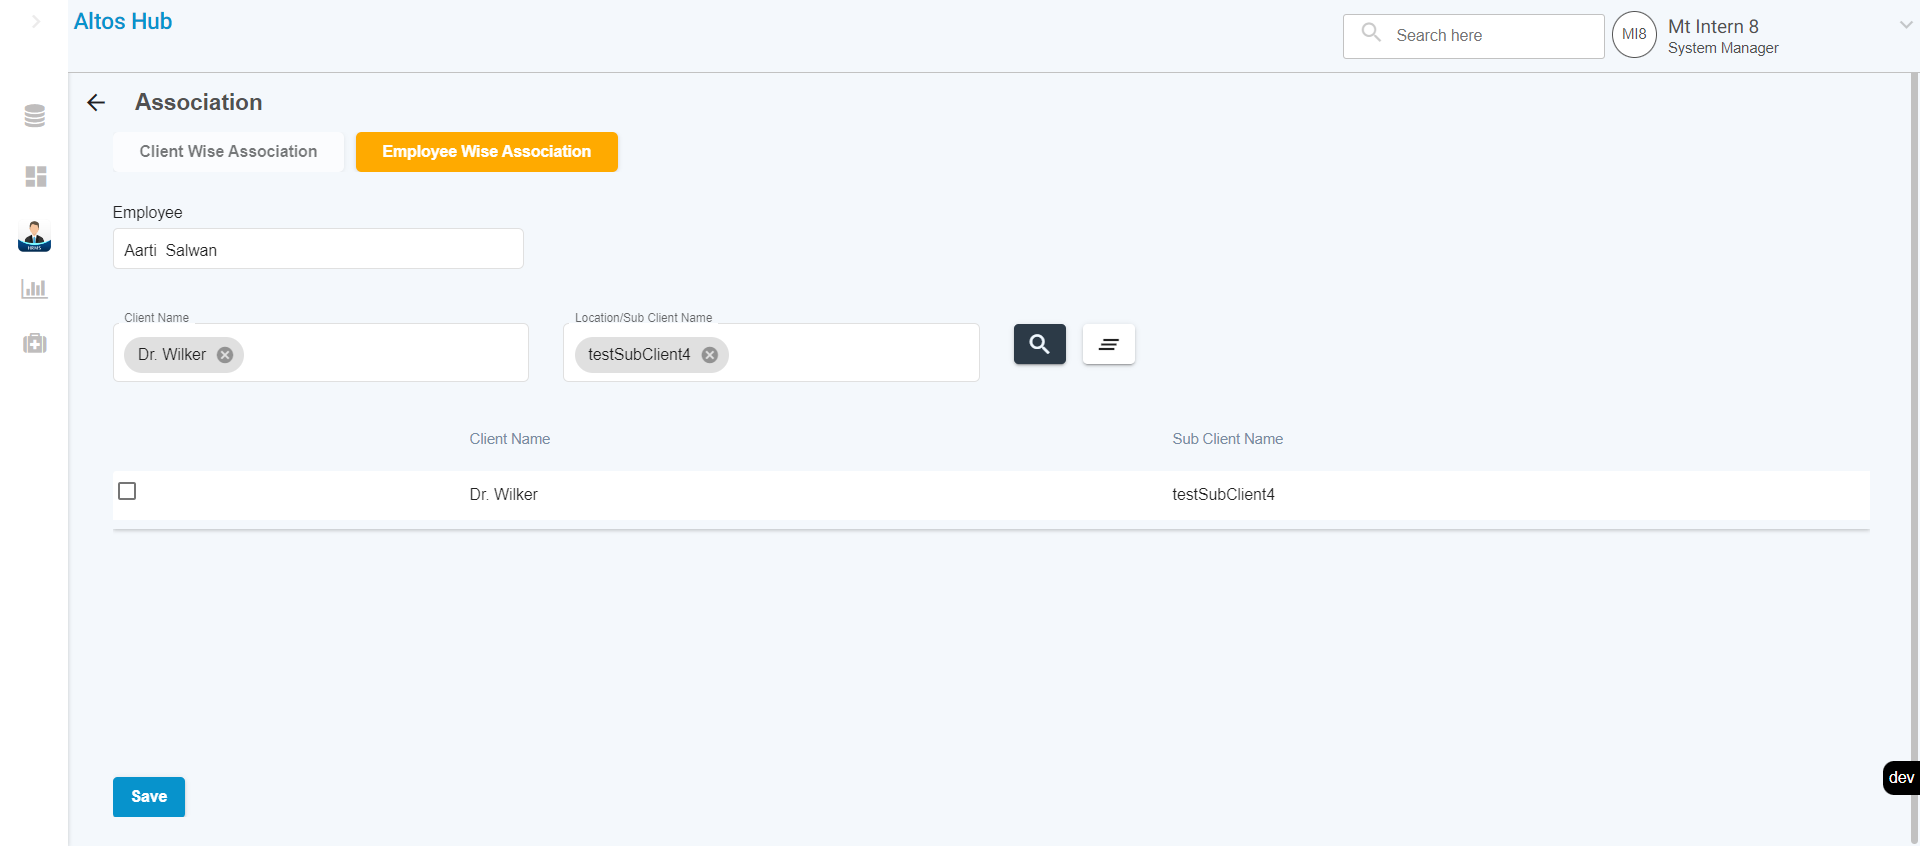 Altos Hub
Search here
MI8
Mt Intern 8
System Manager
Association
Client Wise Association
Employee Wise Association
HRMS
Employee
Aarti  Salwan
Client Name
Dr. Wilker
Location/Sub Client Name
testSubClient4
Client Name
Sub Client Name
Dr. Wilker
testSubClient4
dev
Save